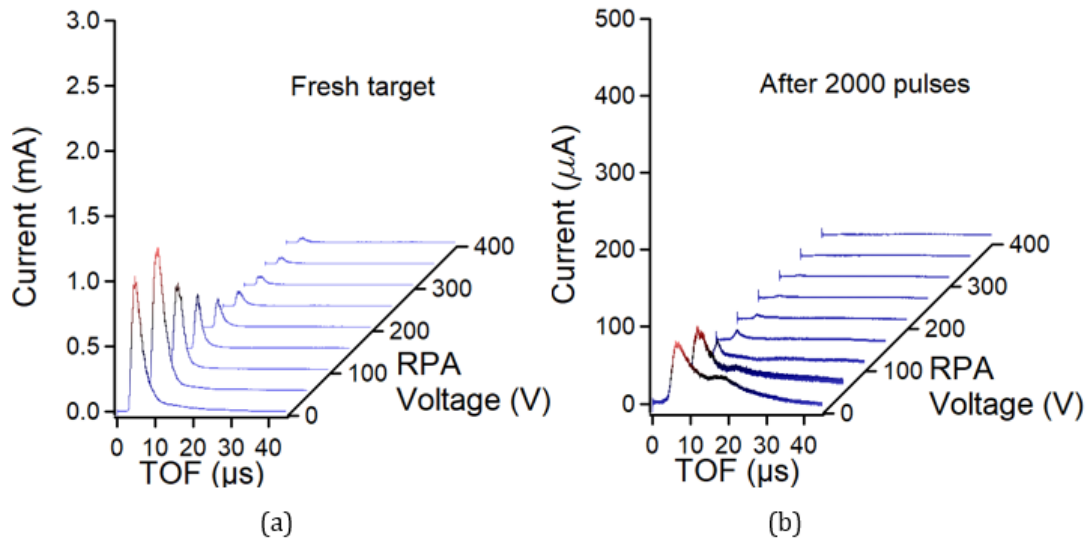 3.0
2.5
2.0
1.5
1.0
0.5
0.0
Current (mA)
Fresh target
400
300
200
100
0
RPA
Voltage (V)
0 10 20 30 40
TOF (µs)
(a)
500
400
300
200
100
0
Current (µA)
After 2000 pulses
400
300
200
100
0
RPA
Voltage (V)
0 10 20 30 40
TOF (µs)
(b)